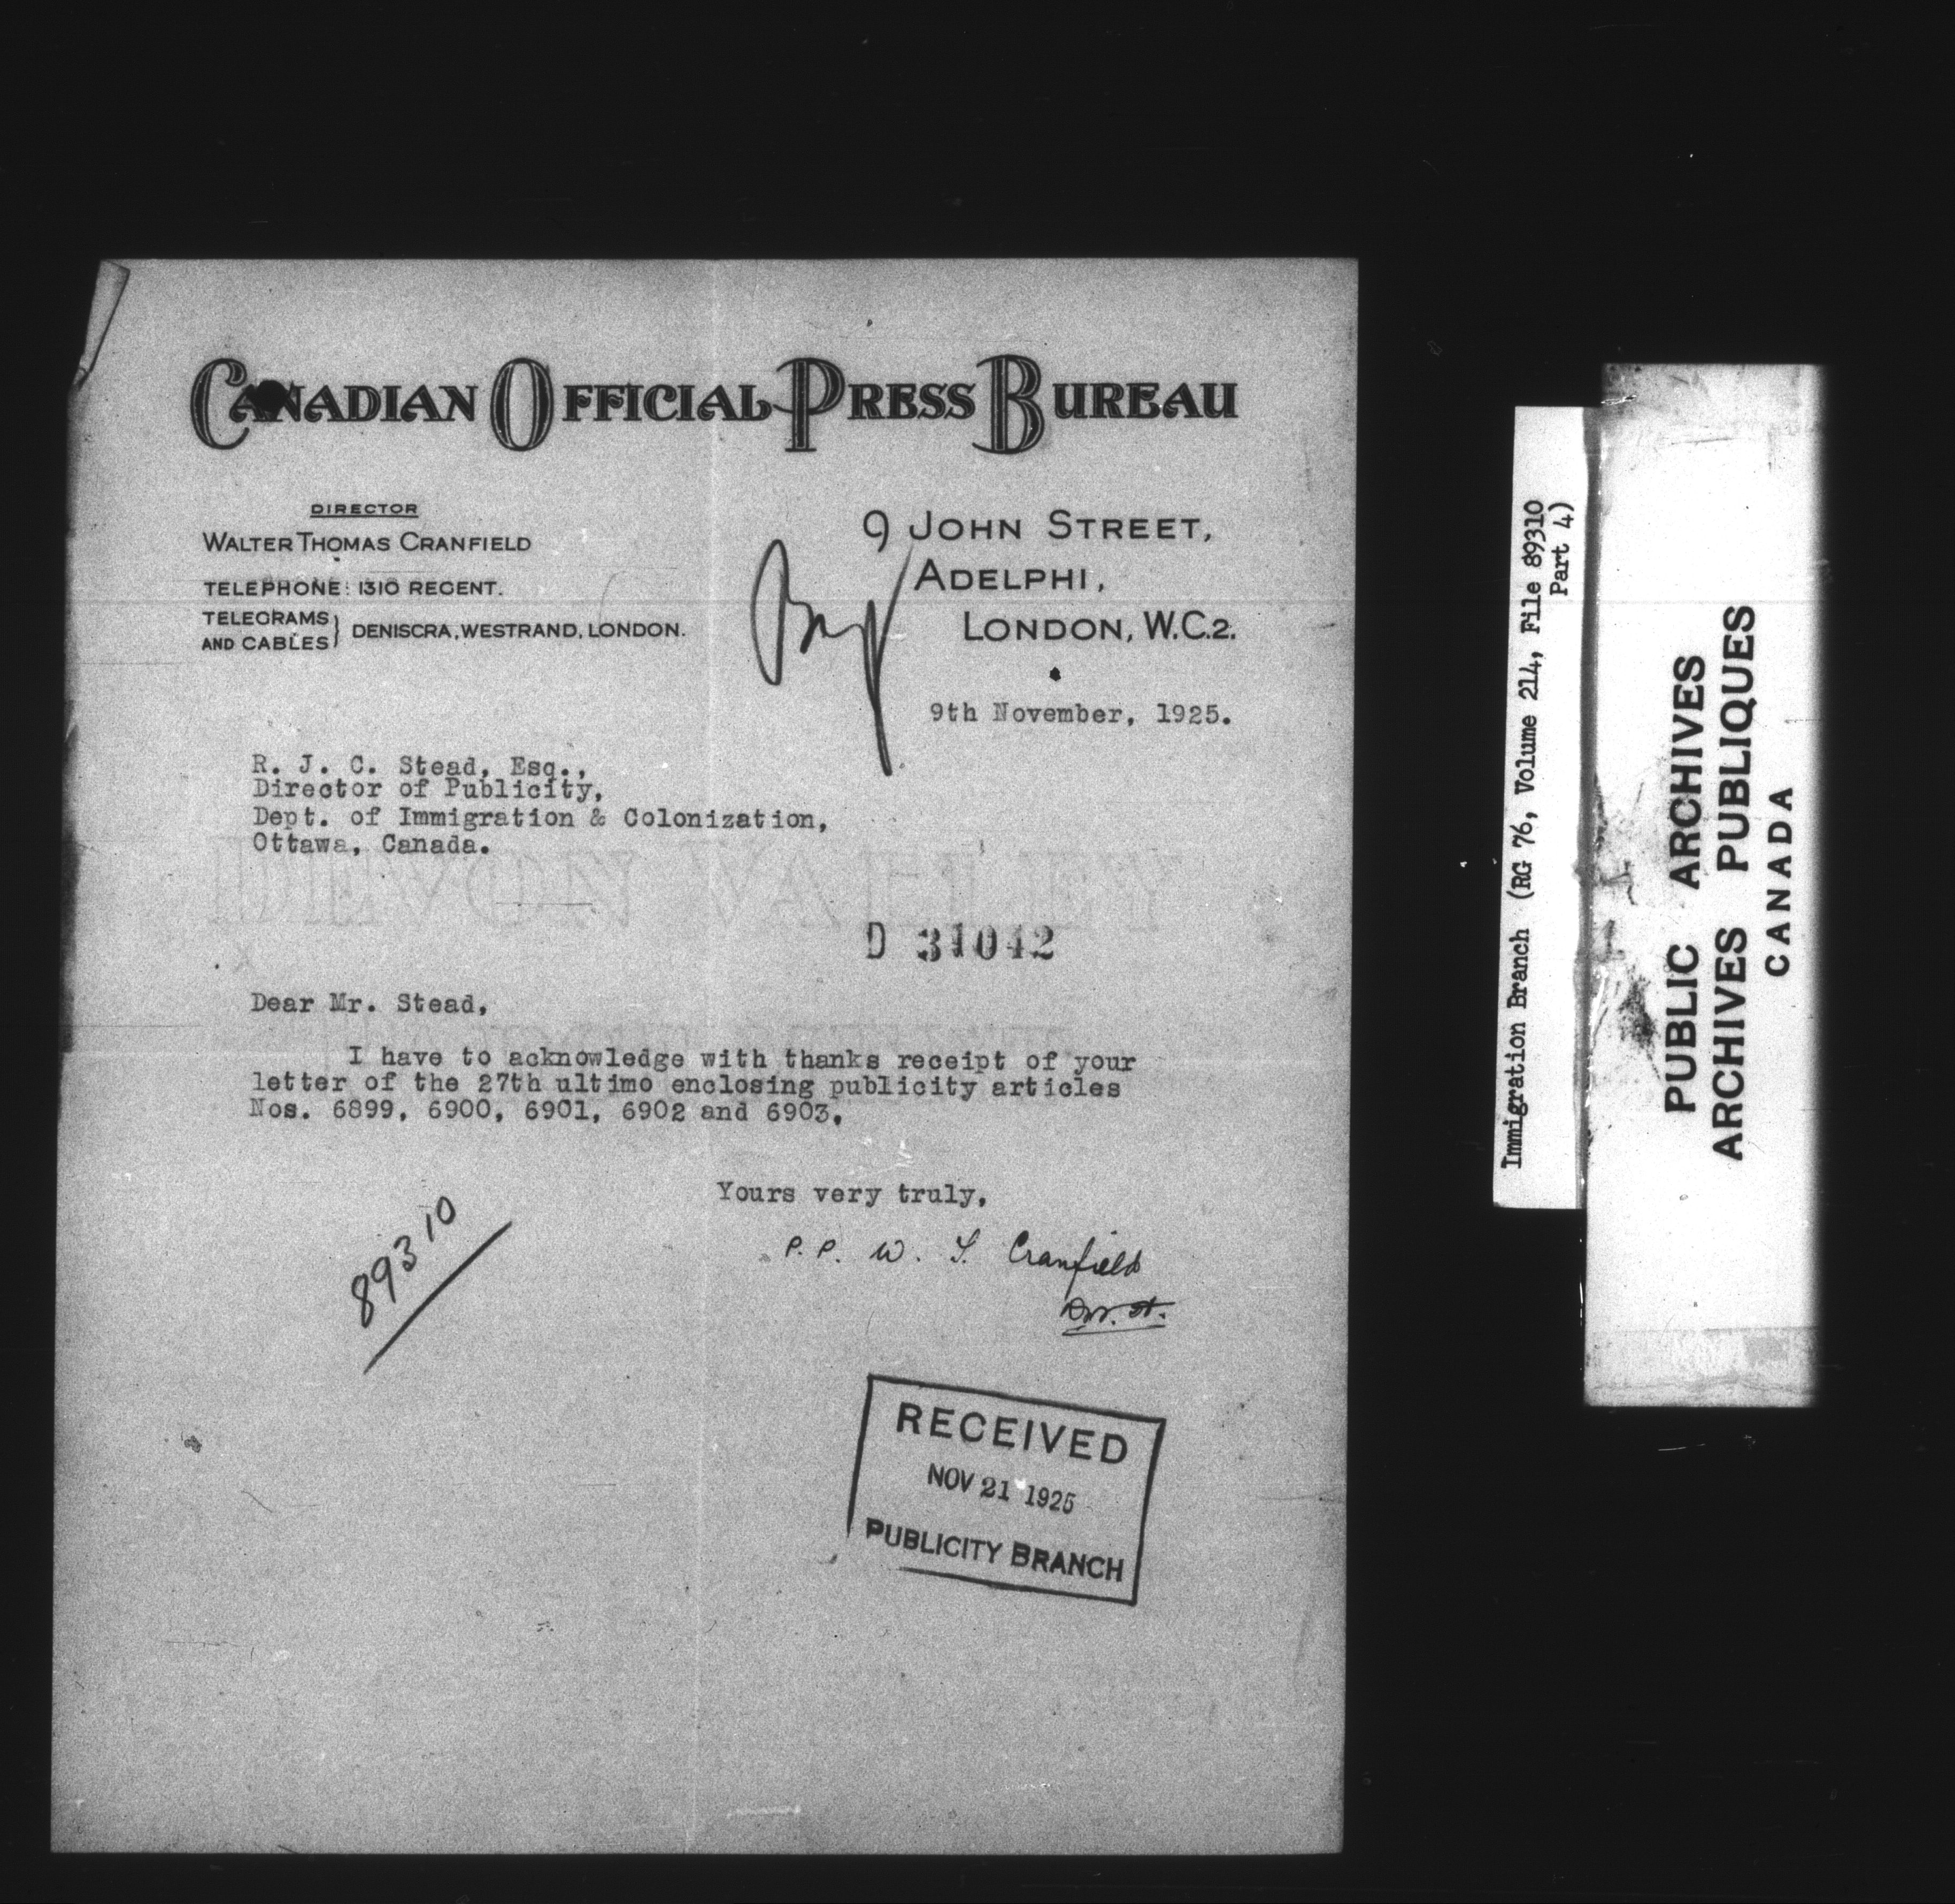 CANADIAN OFFICIAL PRESS BUREAU
DIRECTOR
WALTER THOMAS CRANFIELD
TELEPHONE: 1310 REGENT.
TELEGRAMS
AND CABLES} DENISCRA, WESTRAND, LONDON.
9 JOHN STREET,
ADELPHI,
LONDON, W.C.2.
9th November, 1925.
R. J. C. Stead, Esq.,
Director of Publicity,
Dept. of Immigration & Colonization,
Ottawa, Canada.
DEVON VALLEY
D 31042
Dear Mr. Stead,
I have to acknowledge with thanks receipt of your
letter of the 27th ultimo enclosing publicity articles
Nos. 6899, 6900, 6901, 6902 and 6903.
Yours very truly,
P.P. W. T. Cranfield
89310
RECEIVED
NOV 21 1925
PUBLICITY BRANCH
Immigration Branch (RG 76, Volume 214, File 89310
Part 4)
PUBLIC ARCHIVES
ARCHIVES PUBLIQUES
CANADA